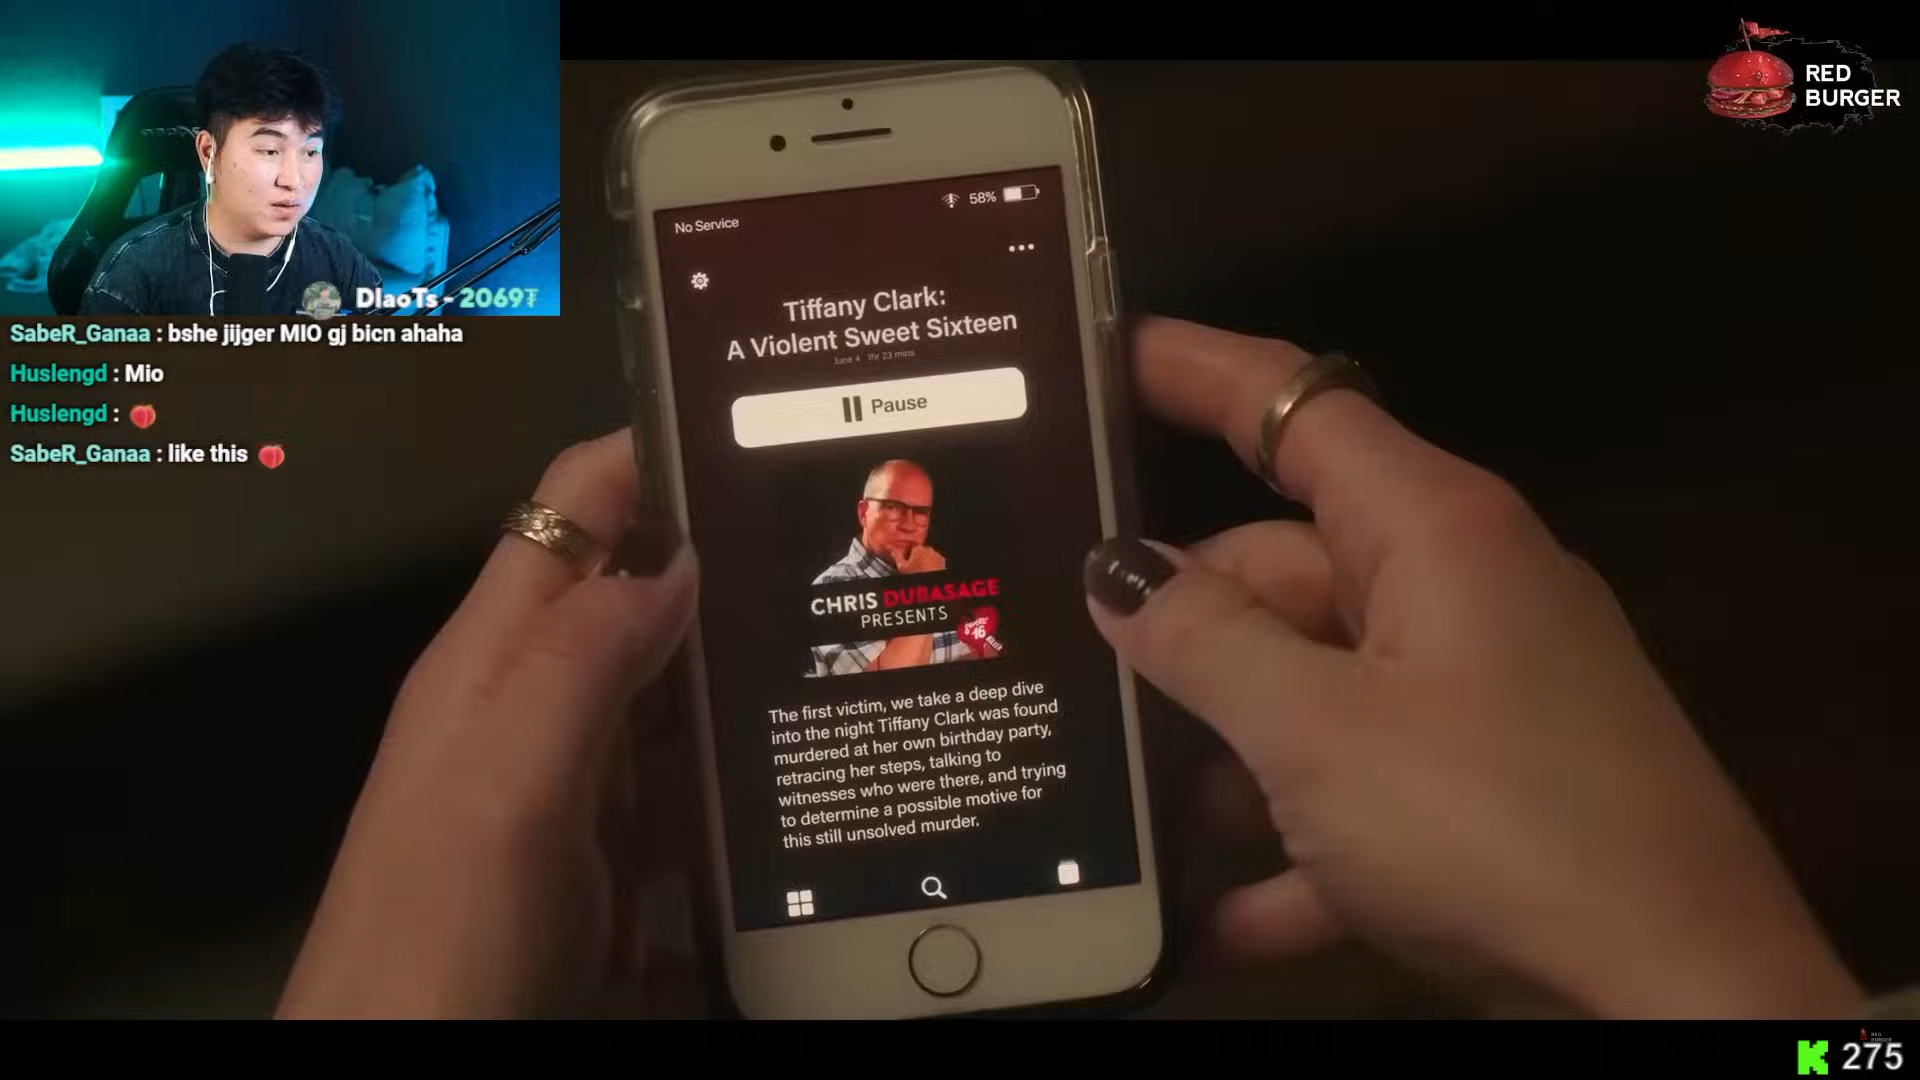 RED
BURGER
DlaoTs - 2069₮
SabeR_Ganaa : bshe jijger MIO gj bicn ahaha
Huslengd : Mio
Huslengd : 🍑
SabeR_Ganaa : like this 🍑
No Service
58%
Tiffany Clark:
A Violent Sweet Sixteen
June 4 1hr 23 mins
Pause
CHRIS DUBASAGE
PRESENTS
16
The first victim, we take a deep dive
into the night Tiffany Clark was found
murdered at her own birthday party,
retracing her steps, talking to
witnesses who were there, and trying
to determine a possible motive for
this still unsolved murder.
275